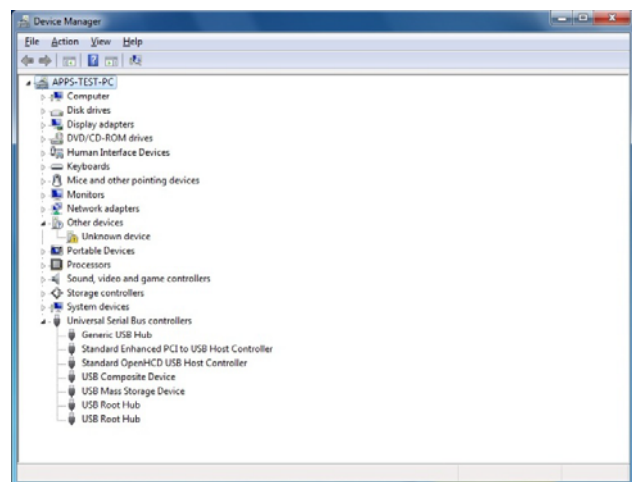 Device Manager
File Action View Help
APPS-TEST-PC
Computer
Disk drives
Display adapters
DVD/CD-ROM drives
Human Interface Devices
Keyboards
Mice and other pointing devices
Monitors
Network adapters
Other devices
Unknown device
Portable Devices
Processors
Sound, video and game controllers
Storage controllers
System devices
Universal Serial Bus controllers
Generic USB Hub
Standard Enhanced PCI to USB Host Controller
Standard OpenHCD USB Host Controller
USB Composite Device
USB Mass Storage Device
USB Root Hub
USB Root Hub